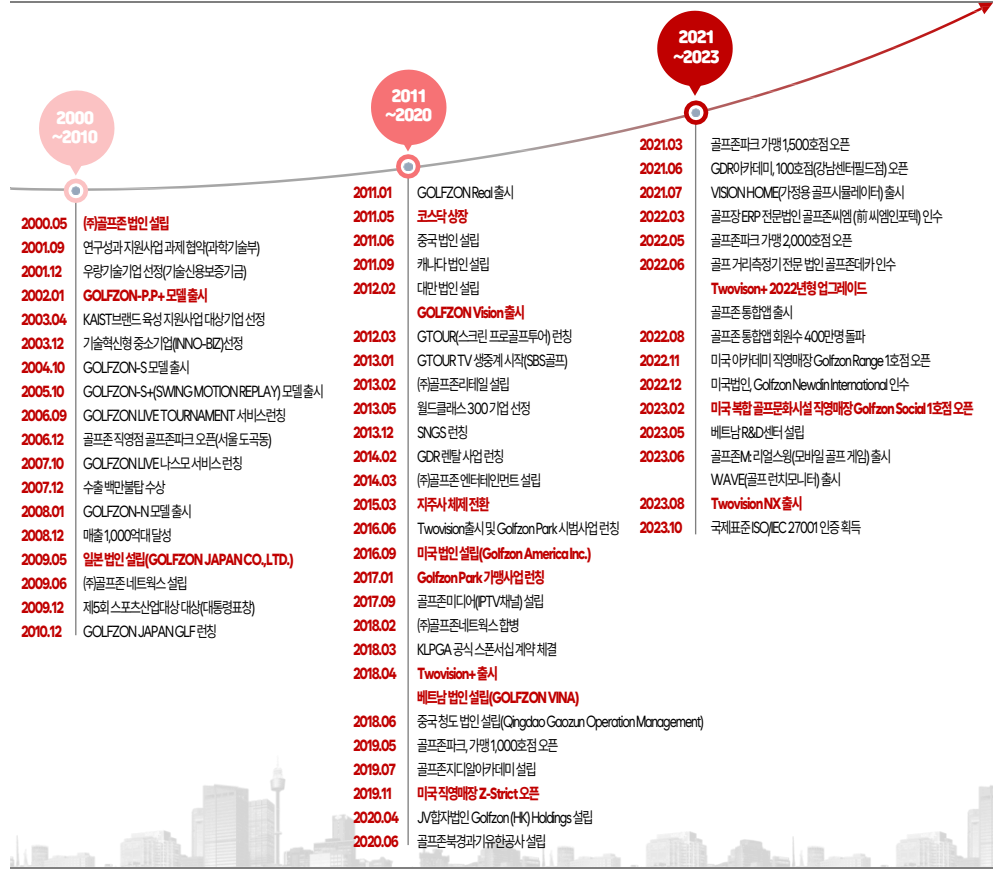 2000
~2010
2000.05 ㈜골프존 법인 설립
2001.09 연구성과 지원사업 과제 협약(과학기술부)
2001.12 우량기술기업 선정(기술신용보증기금)
2002.01 GOLFZON-P.P+ 모델 출시
2003.04 KAIST브랜드 육성 지원사업 대상기업 선정
2003.12 기술혁신형 중소기업(INNO-BIZ)선정
2004.10 GOLFZON-S 모델 출시
2005.10 GOLFZON-S+(SWING MOTION REPLAY) 모델 출시
2006.09 GOLFZON LIVE TOURNAMENT 서비스런칭
2006.12 골프존 직영점 골프존파크 오픈(서울 도곡동)
2007.10 GOLFZON LIVE 나스모 서비스 런칭
2007.12 수출 백만불탑 수상
2008.01 GOLFZON-N 모델 출시
2008.12 매출 1,000억대 달성
2009.05 일본 법인 설립(GOLFZON JAPAN CO.,LTD.)
2009.06 ㈜골프존 네트웍스 설립
2009.12 제5회 스포츠산업대상 대상(대통령표창)
2010.12 GOLFZON JAPAN GLF 런칭
2011
~2020
2011.01 GOLFZON Real 출시
2011.05 코스닥 상장
2011.06 중국 법인 설립
2011.09 캐나다 법인 설립
2012.02 대만 법인 설립
GOLFZON Vision 출시
2012.03 GTOUR(스크린 프로골프투어) 런칭
2013.01 GTOUR TV 생중계 시작(SBS골프)
2013.02 ㈜골프존리테일 설립
2013.05 월드클래스 300 기업 선정
2013.12 SNGS 런칭
2014.02 GDR 렌탈 사업 런칭
2014.03 ㈜골프존 엔터테인먼트 설립
2015.03 지주사 체제 전환
2016.06 Twovision출시 및 Golfzon Park 시범사업 런칭
2016.09 미국 법인 설립(Golfzon America Inc.)
2017.01 Golfzon Park 가맹사업 런칭
2017.09 골프존미디어(IPTV채널) 설립
2018.02 ㈜골프존네트웍스 합병
2018.03 KLPGA 공식 스폰서십 계약 체결
2018.04 Twovision+ 출시
베트남 법인 설립(GOLFZON VINA)
2018.06 중국 청도 법인 설립(Qingdao Gaozun Operation Management)
2019.05 골프존파크, 가맹 1,000호점 오픈
2019.07 골프존지디알아카데미 설립
2019.11 미국 직영매장 Z-Strict 오픈
2020.04 JV합자법인 Golfzon (HK) Holdings 설립
2020.06 골프존북경과기유한공사 설립
2021
~2023
2021.03 골프존파크 가맹 1,500호점 오픈
2021.06 GDR아카데미, 100호점(강남센터필드점) 오픈
2021.07 VISION HOME(가정용 골프시뮬레이터) 출시
2022.03 골프장 ERP 전문법인 골프존씨엠 (前 씨엠인포텍) 인수
2022.05 골프존파크 가맹 2,000호점 오픈
2022.06 골프 거리측정기 전문 법인 골프존데카 인수
Twovison+ 2022년형 업그레이드
골프존 통합앱 출시
2022.08 골프존 통합앱 회원수 400만명 돌파
2022.11 미국 아카데미 직영매장 Golfzon Range 1호점 오픈
2022.12 미국법인, Golfzon Newdin International 인수
2023.02 미국 복합 골프문화시설 직영매장 Golfzon Social 1호점 오픈
2023.05 베트남 R&D센터 설립
2023.06 골프존M:리얼스윙(모바일 골프 게임) 출시
WAVE(골프 런치모니터) 출시
2023.08 Twovision NX 출시
2023.10 국제표준 ISO/IEC 27001 인증 획득